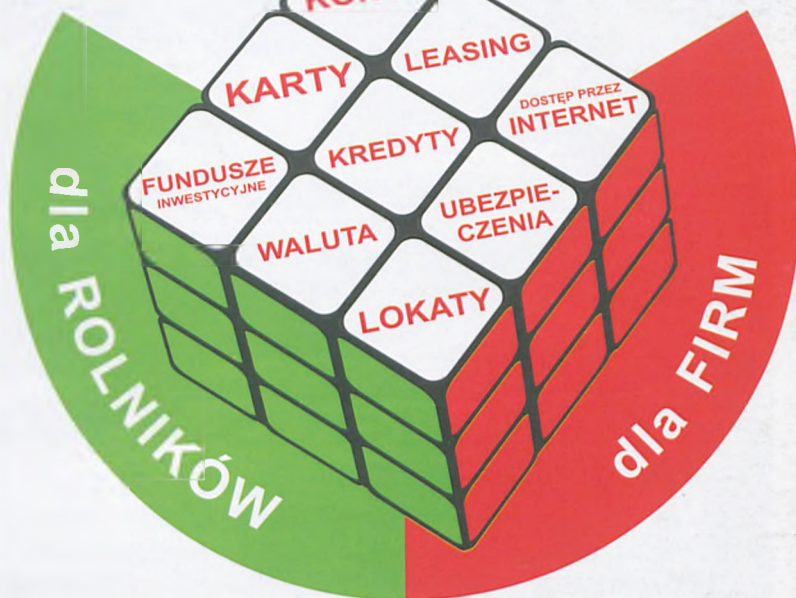 KARTY
LEASING
DOSTĘP PRZEZ
INTERNET
FUNDUSZE
INWESTYCYJNE
KREDYTY
UBEZPIE-
CZENIA
WALUTA
LOKATY
dla ROLNIKÓW
dla FIRM